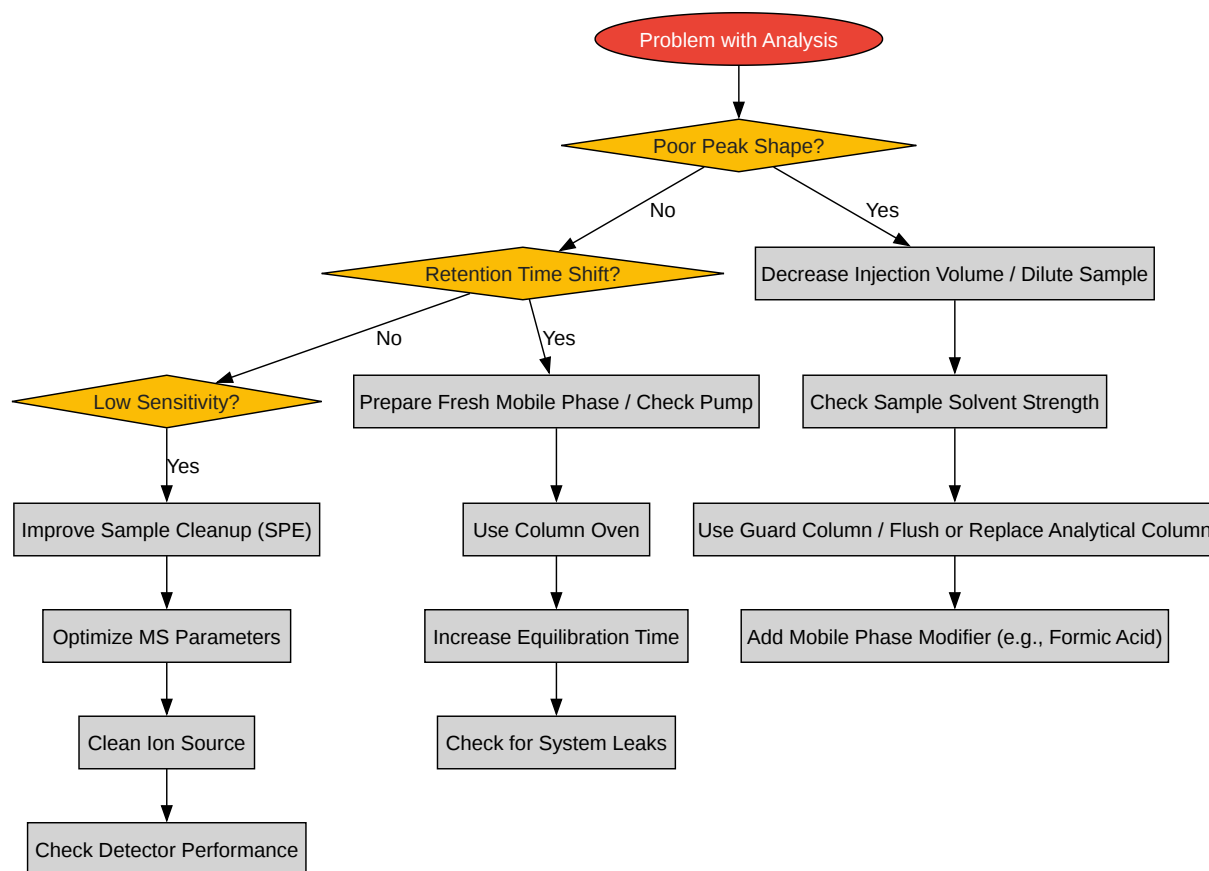 Problem with Analysis
Poor Peak Shape?
No
Yes
Retention Time Shift?
Decrease Injection Volume / Dilute Sample
No
Yes
Low Sensitivity?
Prepare Fresh Mobile Phase / Check Pump
Check Sample Solvent Strength
Yes
Improve Sample Cleanup (SPE)
Use Column Oven
Use Guard Column / Flush or Replace Analytical Column
Optimize MS Parameters
Increase Equilibration Time
Add Mobile Phase Modifier (e.g., Formic Acid)
Clean Ion Source
Check for System Leaks
Check Detector Performance